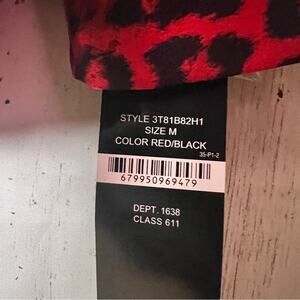 STYLE 3T81B82H1
SIZE M
COLOR RED/BLACK
35-P1-2
679950969479
DEPT. 1638
CLASS 611